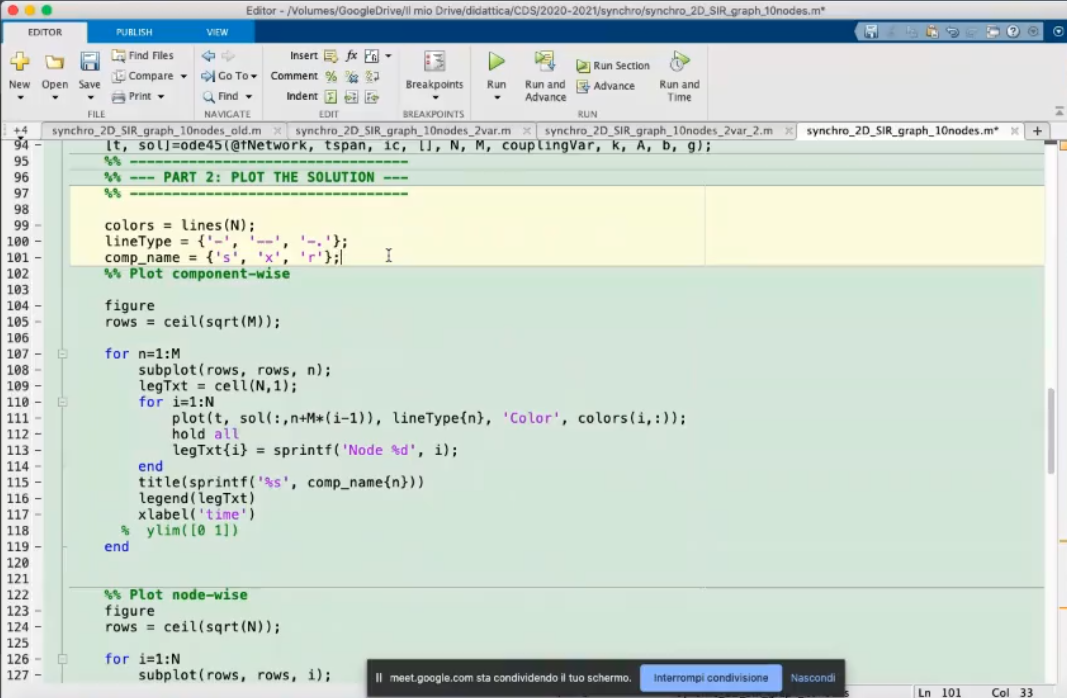 Editor - /Volumes/GoogleDrive/Il mio Drive/didattica/CDS/2020-2021/synchro/synchro_2D_SIR_graph_10nodes.m*
EDITOR PUBLISH VIEW
New Open Save Find Files Compare Print
FILE
Go To Find
NAVIGATE
Insert fx
Comment %
Indent
EDIT
Breakpoints
BREAKPOINTS
Run Run and Advance Run Section Advance Run and Time
RUN
+4 synchro_2D_SIR_graph_10nodes_old.m synchro_2D_SIR_graph_10nodes_2var.m synchro_2D_SIR_graph_10nodes_2var_2.m synchro_2D_SIR_graph_10nodes.m* +
94 - [t, sol]=ode45(@fNetwork, tspan, ic, [], N, M, couplingVar, k, A, b, g);
95 %% ---------------------------------
96 %% --- PART 2: PLOT THE SOLUTION ---
97 %% ---------------------------------
98
99 - colors = lines(N);
100 - lineType = {'-', '--', '-.'};
101 - comp_name = {'s', 'x', 'r'};
102 %% Plot component-wise
103
104 - figure
105 - rows = ceil(sqrt(M));
106
107 - for n=1:M
108 - subplot(rows, rows, n);
109 - legTxt = cell(N,1);
110 - for i=1:N
111 - plot(t, sol(:,n+M*(i-1)), lineType{n}, 'Color', colors(i,:));
112 - hold all
113 - legTxt{i} = sprintf('Node %d', i);
114 - end
115 - title(sprintf('%s', comp_name{n}))
116 - legend(legTxt)
117 - xlabel('time')
118 % ylim([0 1])
119 - end
120
121
122 %% Plot node-wise
123 - figure
124 - rows = ceil(sqrt(N));
125
126 - for i=1:N
127 - subplot(rows, rows, i);
meet.google.com sta condividendo il tuo schermo. Interrompi condivisione Nascondi
Ln 101 Col 33